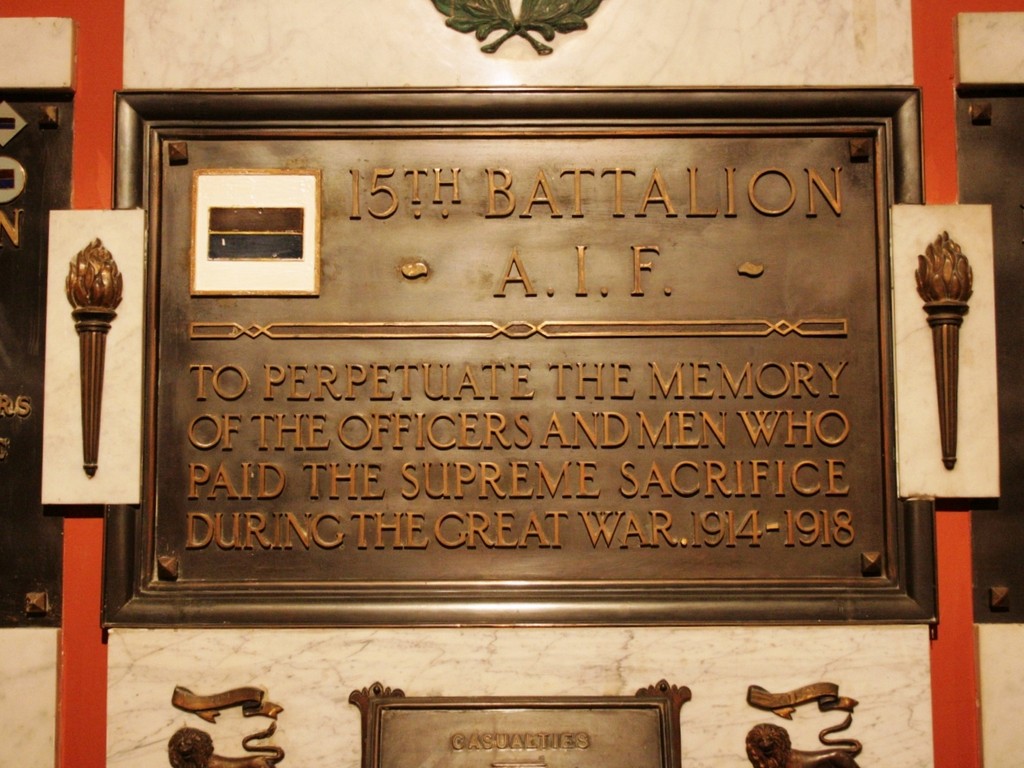 15TH BATTALION
A.I.F.
TO PERPETUATE THE MEMORY
OF THE OFFICERS AND MEN WHO
PAID THE SUPREME SACRIFICE
DURING THE GREAT WAR. 1914-1918
CASUALTIES